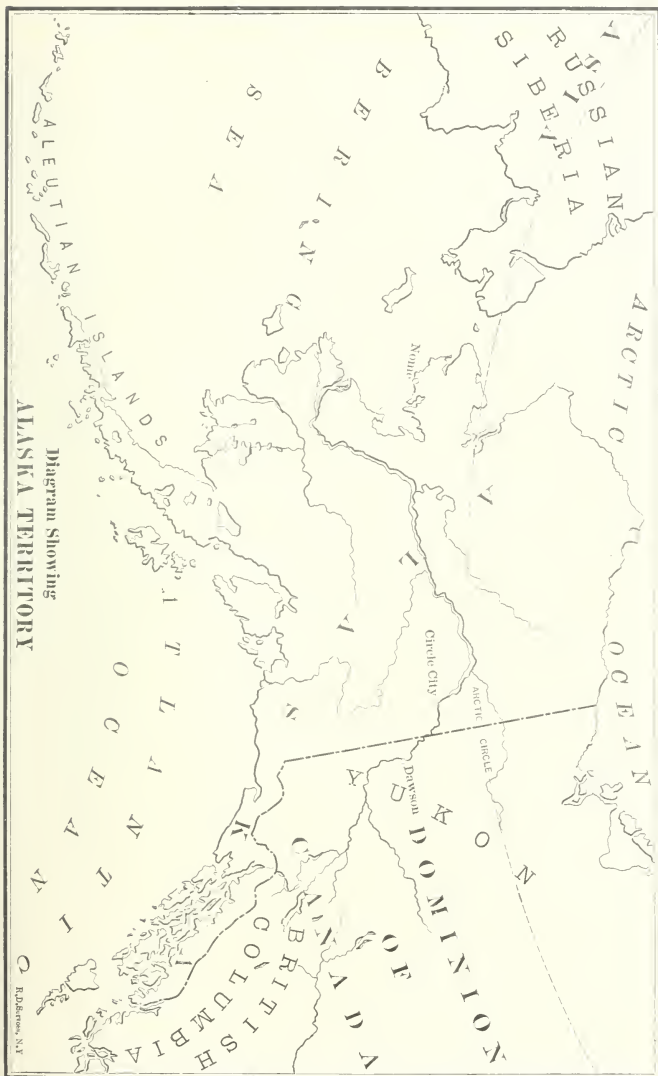 RUSSIAN
SIBERIA
ARCTIC OCEAN
BERING
SEA
ALEUTIAN ISLANDS
Nome
ALASKA
Circle City
ARCTIC CIRCLE
Dawson
YUKON
DOMINION
OF
CANADA
BRITISH
COLUMBIA
ATLANTIC
OCEAN
Diagram Showing
ALASKA TERRITORY
R.D.Servoss, N.Y